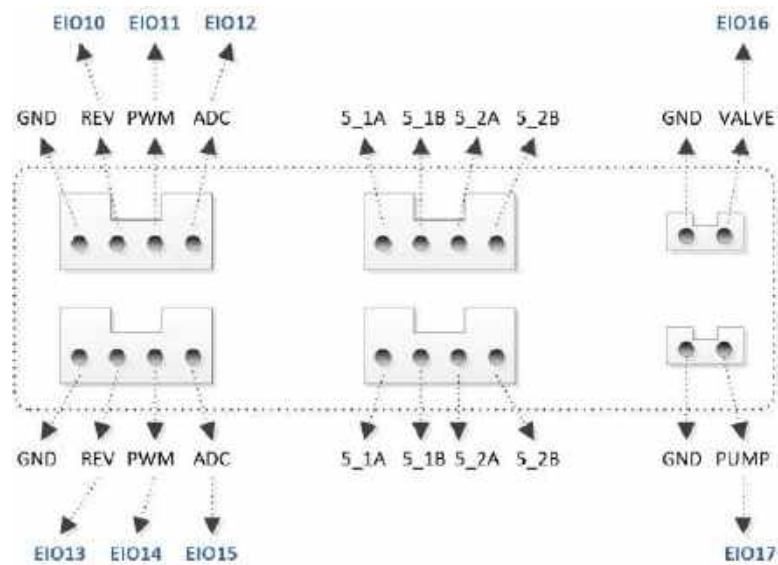 EIO10 EIO11 EIO12 EIO16
GND REV PWM ADC 5_1A 5_1B 5_2A 5_2B GND VALVE
GND REV PWM ADC 5_1A 5_1B 5_2A 5_2B GND PUMP
EIO13 EIO14 EIO15 EIO17